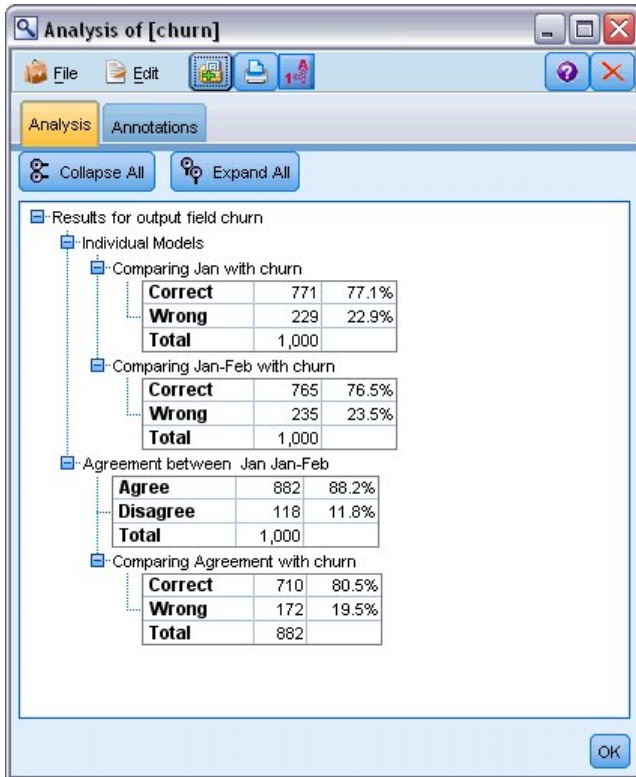 Analysis of [churn]
File Edit
Analysis Annotations
Collapse All Expand All
Results for output field churn
Individual Models
Comparing Jan with churn
Correct 771 77.1%
Wrong 229 22.9%
Total 1,000
Comparing Jan-Feb with churn
Correct 765 76.5%
Wrong 235 23.5%
Total 1,000
Agreement between Jan Jan-Feb
Agree 882 88.2%
Disagree 118 11.8%
Total 1,000
Comparing Agreement with churn
Correct 710 80.5%
Wrong 172 19.5%
Total 882
OK